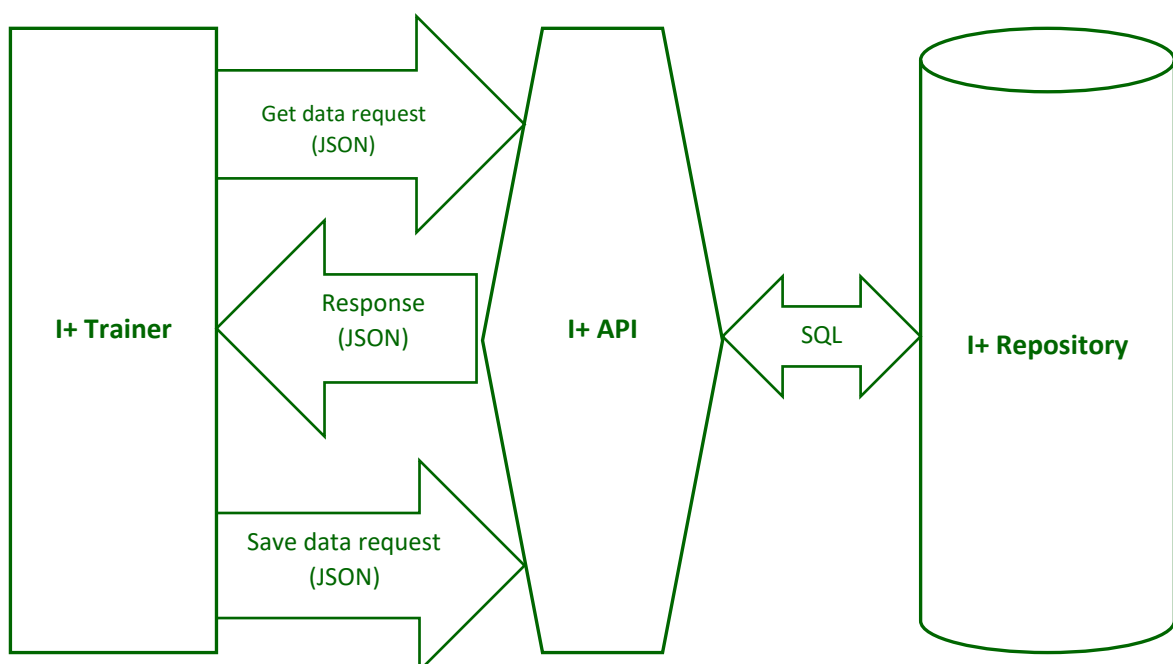 Get data request
(JSON)
I+ Trainer
Response
(JSON)
I+ API
SQL
I+ Repository
Save data request
(JSON)